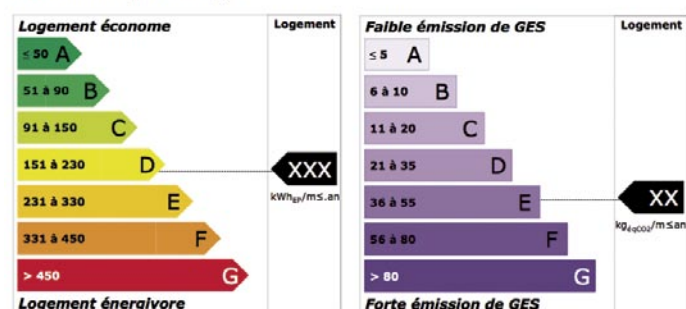 Logement économe
Logement
≤ 50 A
51 à 90 B
91 à 150 C
151 à 230 D
XXX
kWhEP/m≤.an
231 à 330 E
331 à 450 F
> 450 G
Logement énergivore
Faible émission de GES
Logement
≤ 5 A
6 à 10 B
11 à 20 C
21 à 35 D
36 à 55 E
XX
kgéqCO2/m≤an
56 à 80 F
> 80 G
Forte émission de GES